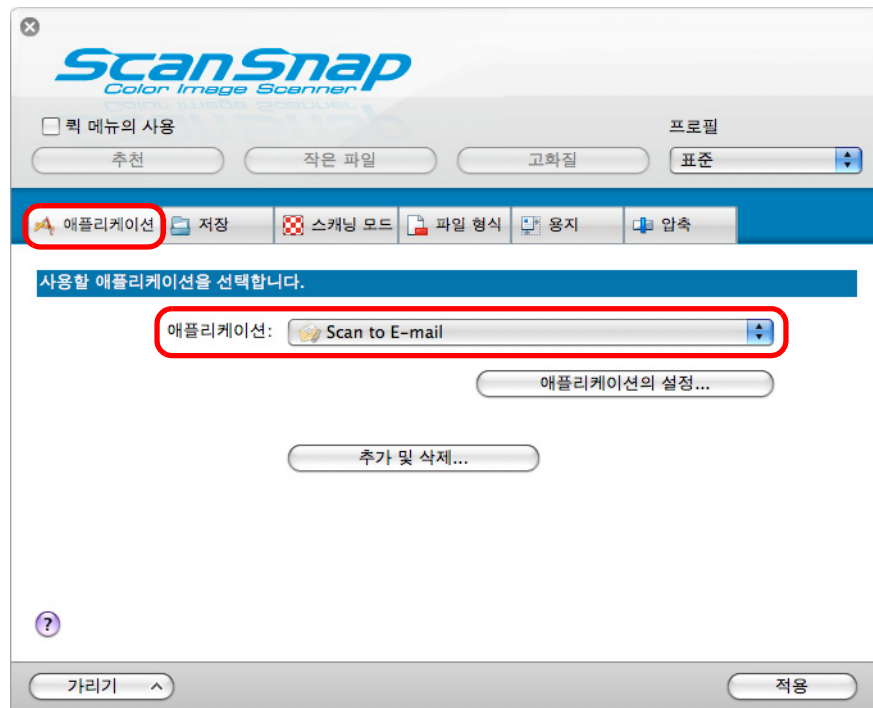 ScanSnap
Color Image Scanner
퀵 메뉴의 사용
프로필
추천
작은 파일
고화질
표준
애플리케이션
저장
스캐닝 모드
파일 형식
용지
압축
사용할 애플리케이션을 선택합니다.
애플리케이션: Scan to E-mail
애플리케이션의 설정...
추가 및 삭제...
?
가리기
적용